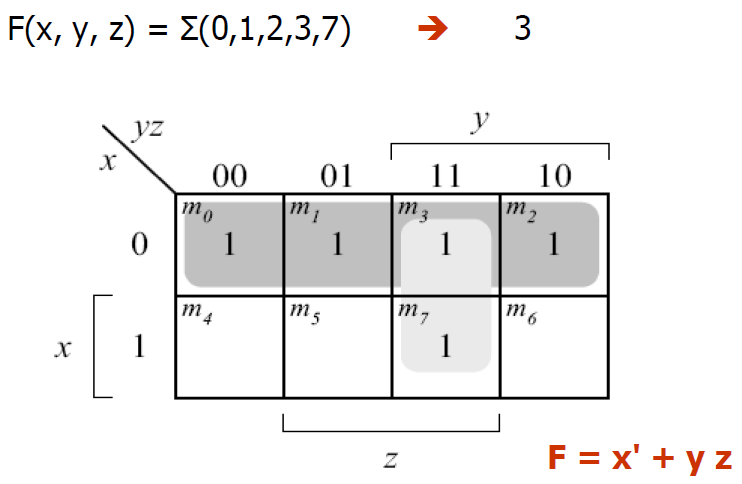 F(x, y, z) = Σ(0,1,2,3,7) ➔ 3
y
yz
x
00 01 11 10
m0 m1 m3 m2
0 1 1 1 1
m4 m5 m7 m6
x 1 1
z
F = x' + y z